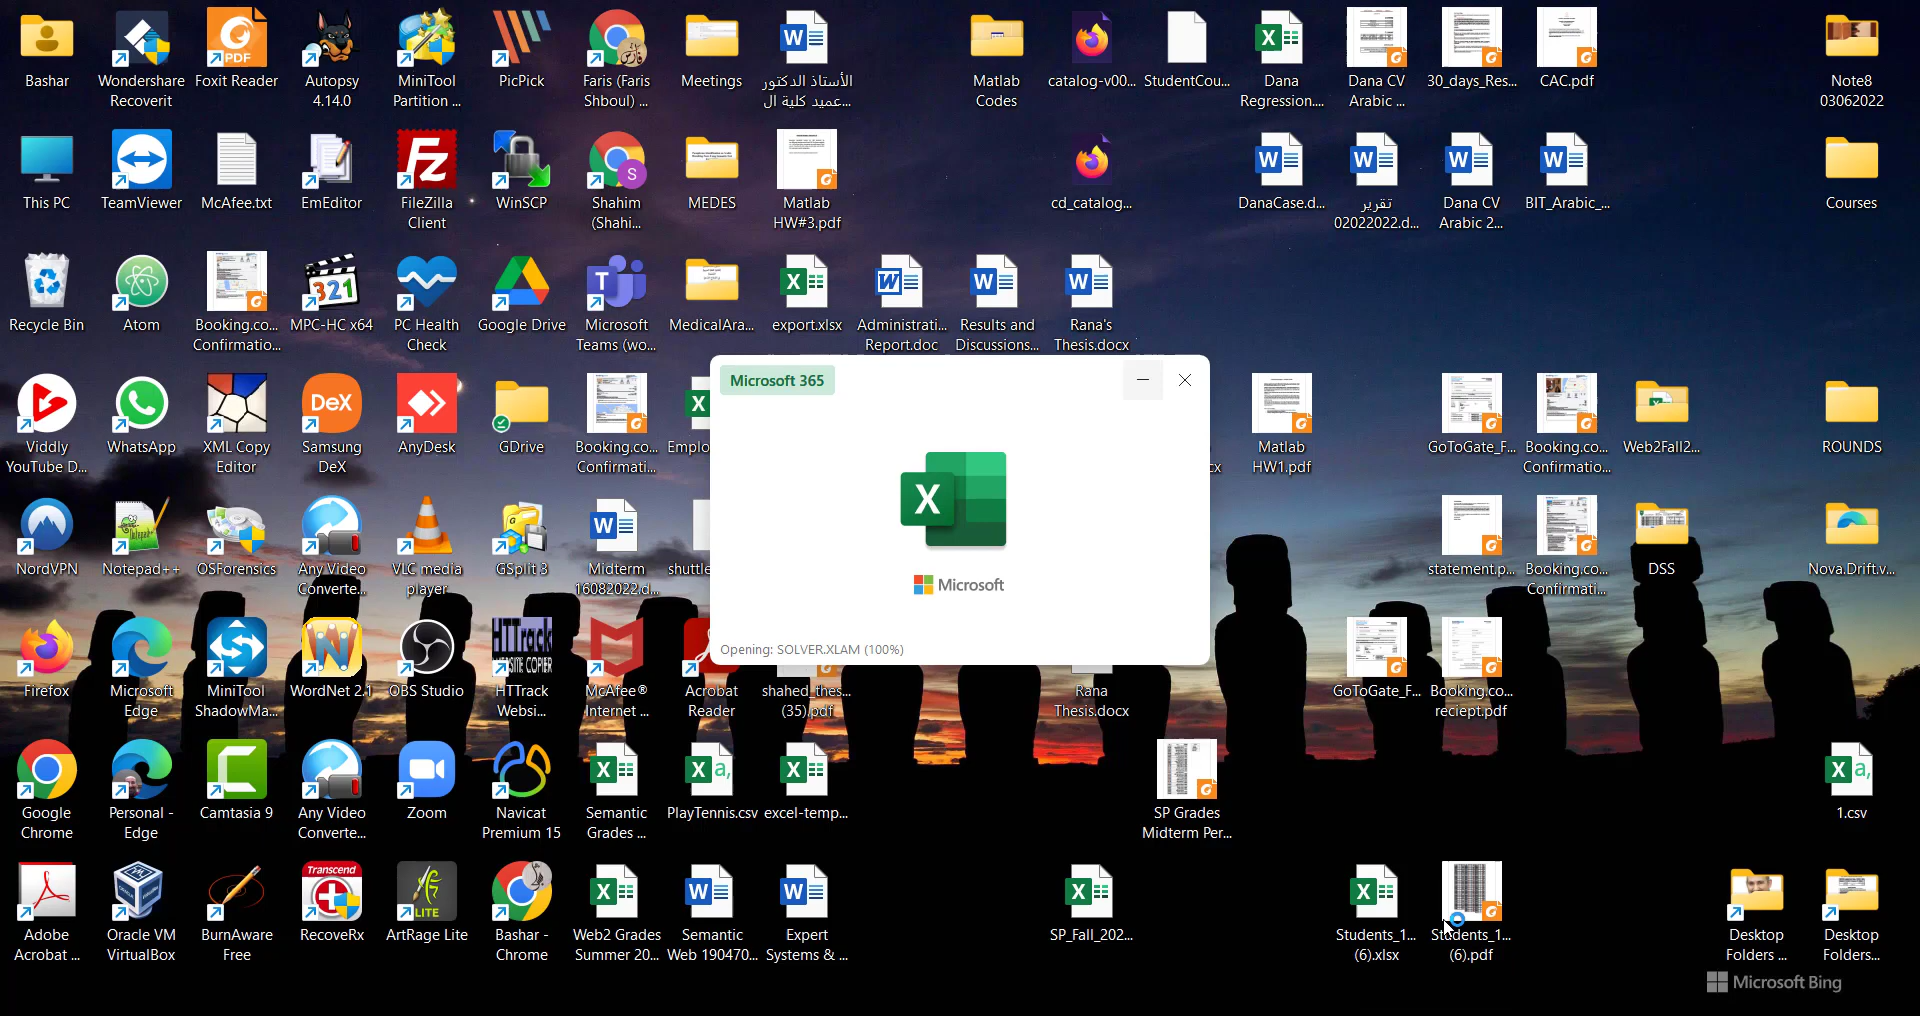 Bashar
Wondershare
Recoverit
Foxit Reader
Autopsy
4.14.0
MiniTool
Partition ...
PicPick
Faris (Faris
Shboul) ...
Meetings
الأستاذ الدكتور
عميد كلية ال...
Matlab
Codes
catalog-v00...
StudentCou...
Dana
Regression....
Dana CV
Arabic ...
30_days_Res...
CAC.pdf
Note8
03062022
This PC
TeamViewer
McAfee.txt
EmEditor
FileZilla
Client
WinSCP
Shahim
(Shahi...
MEDES
Matlab
HW#3.pdf
cd_catalog...
DanaCase.d...
تقرير
02022022.d...
Dana CV
Arabic 2...
BIT_Arabic_...
Courses
Recycle Bin
Atom
Booking.co...
Confirmatio...
MPC-HC x64
PC Health
Check
Google Drive
Microsoft
Teams (wo...
MedicalAra...
export.xlsx
Administrati...
Report.doc
Results and
Discussions...
Rana's
Thesis.docx
Microsoft 365
Microsoft
Opening: SOLVER.XLAM (100%)
Viddly
YouTube D...
WhatsApp
XML Copy
Editor
DeX
Samsung
DeX
AnyDesk
GDrive
Booking.co...
Confirmati...
Emplo
cx
Matlab
HW1.pdf
GoToGate_F...
Booking.co...
Confirmatio...
Web2Fall2...
ROUNDS
NordVPN
Notepad++
OSForensics
Any Video
Converte...
VLC media
player
GSplit 3
Midterm
16082022.d...
shuttle
statement.p...
Booking.co...
Confirmati...
DSS
Nova.Drift.v...
Firefox
Microsoft
Edge
MiniTool
ShadowMa...
WordNet 2.1
OBS Studio
HTTrack
WEBSITE COPIER
HTTrack
Websi...
McAfee®
Internet ...
Acrobat
Reader
shahed_thes...
(35).pdf
Rana
Thesis.docx
GoToGate_F...
Booking.co...
reciept.pdf
Google
Chrome
Personal -
Edge
Camtasia 9
Any Video
Converte...
Zoom
Navicat
Premium 15
Semantic
Grades ...
PlayTennis.csv
excel-temp...
SP Grades
Midterm Per...
1.csv
Adobe
Acrobat ...
Oracle VM
VirtualBox
BurnAware
Free
Transcend
RecoveRx
LITE
ArtRage Lite
Bashar -
Chrome
Web2 Grades
Summer 20...
Semantic
Web 190470...
Expert
Systems & ...
SP_Fall_202...
Students_1...
(6).xlsx
Students_1...
(6).pdf
Desktop
Folders ...
Desktop
Folders...
Microsoft Bing